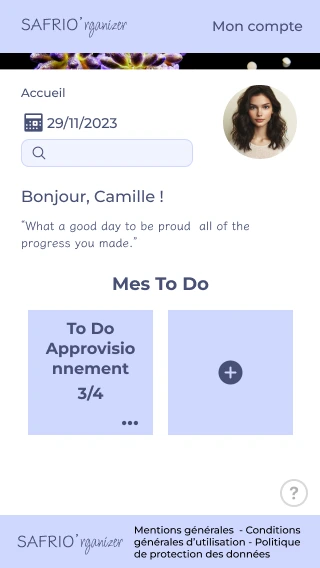 SAFRIO'rganizer
Mon compte
Accueil
29/11/2023
Bonjour, Camille !
“What a good day to be proud  all of the
progress you made.”
Mes To Do
To Do
Approvisio
nnement
3/4
?
SAFRIO'rganizer
Mentions générales  - Conditions
générales d'utilisation - Politique
de protection des données